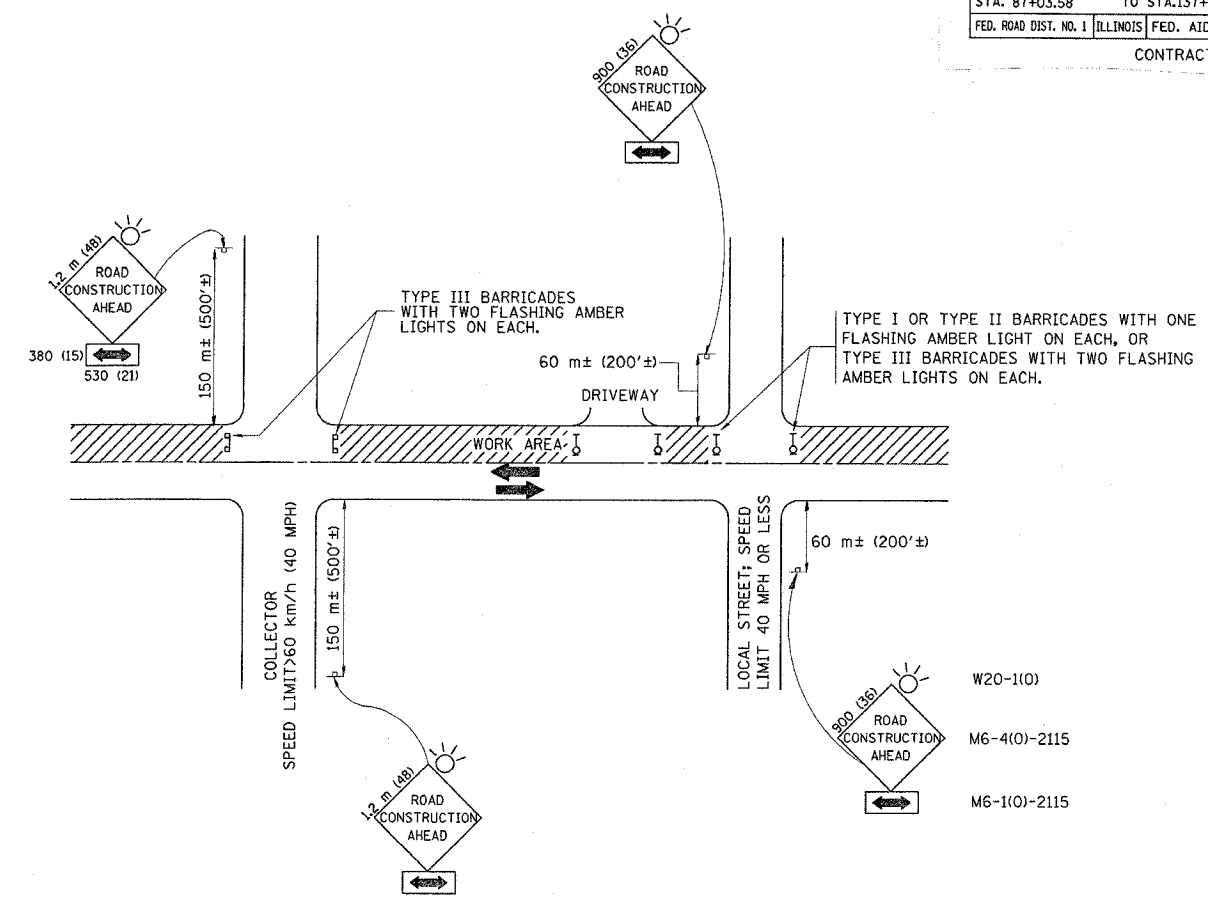 STA. 87+03.58 TO STA.137+
FED. ROAD DIST. NO. 1 ILLINOIS FED. AID
CONTRACT
900 (36)
ROAD
CONSTRUCTION
AHEAD
1.2 m (48)
ROAD
CONSTRUCTION
AHEAD
380 (15)
530 (21)
150 m± (500'±)
TYPE III BARRICADES
WITH TWO FLASHING AMBER
LIGHTS ON EACH.
60 m± (200'±)
DRIVEWAY
TYPE I OR TYPE II BARRICADES WITH ONE
FLASHING AMBER LIGHT ON EACH, OR
TYPE III BARRICADES WITH TWO FLASHING
AMBER LIGHTS ON EACH.
WORK AREA
COLLECTOR
SPEED LIMIT>60 km/h (40 MPH)
150 m± (500'±)
LOCAL STREET; SPEED
LIMIT 40 MPH OR LESS
60 m± (200'±)
1.2 m (48)
ROAD
CONSTRUCTION
AHEAD
900 (36)
ROAD
CONSTRUCTION
AHEAD
W20-1(O)
M6-4(O)-2115
M6-1(O)-2115